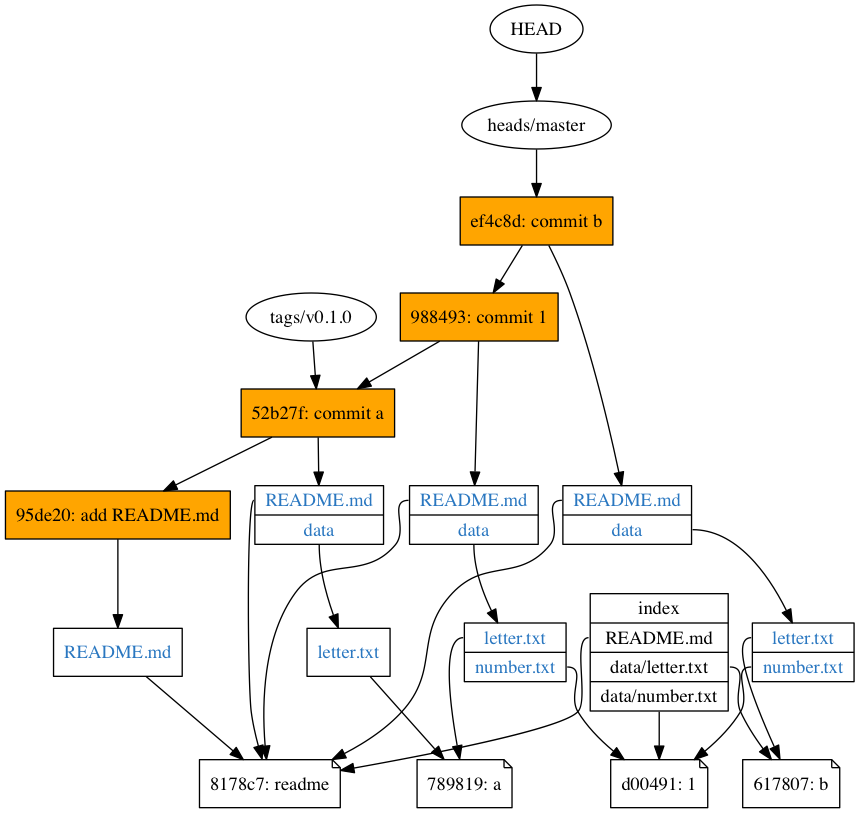 HEAD
heads/master
ef4c8d: commit b
tags/v0.1.0
988493: commit 1
52b27f: commit a
95de20: add README.md
README.md
data
README.md
data
README.md
data
README.md
letter.txt
letter.txt
number.txt
index
README.md
data/letter.txt
data/number.txt
letter.txt
number.txt
8178c7: readme
789819: a
d00491: 1
617807: b